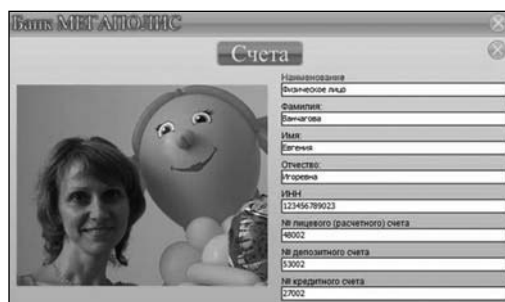 Банк МЕГАПОЛИС
Счета
Наименование
Физическое лицо
Фамилия:
Ванчагова
Имя:
Евгения
Отчество:
Игоревна
ИНН
123456789023
№ лицевого (расчетного) счета
48002
№ депозитного счета
53002
№ кредитного счета
27002